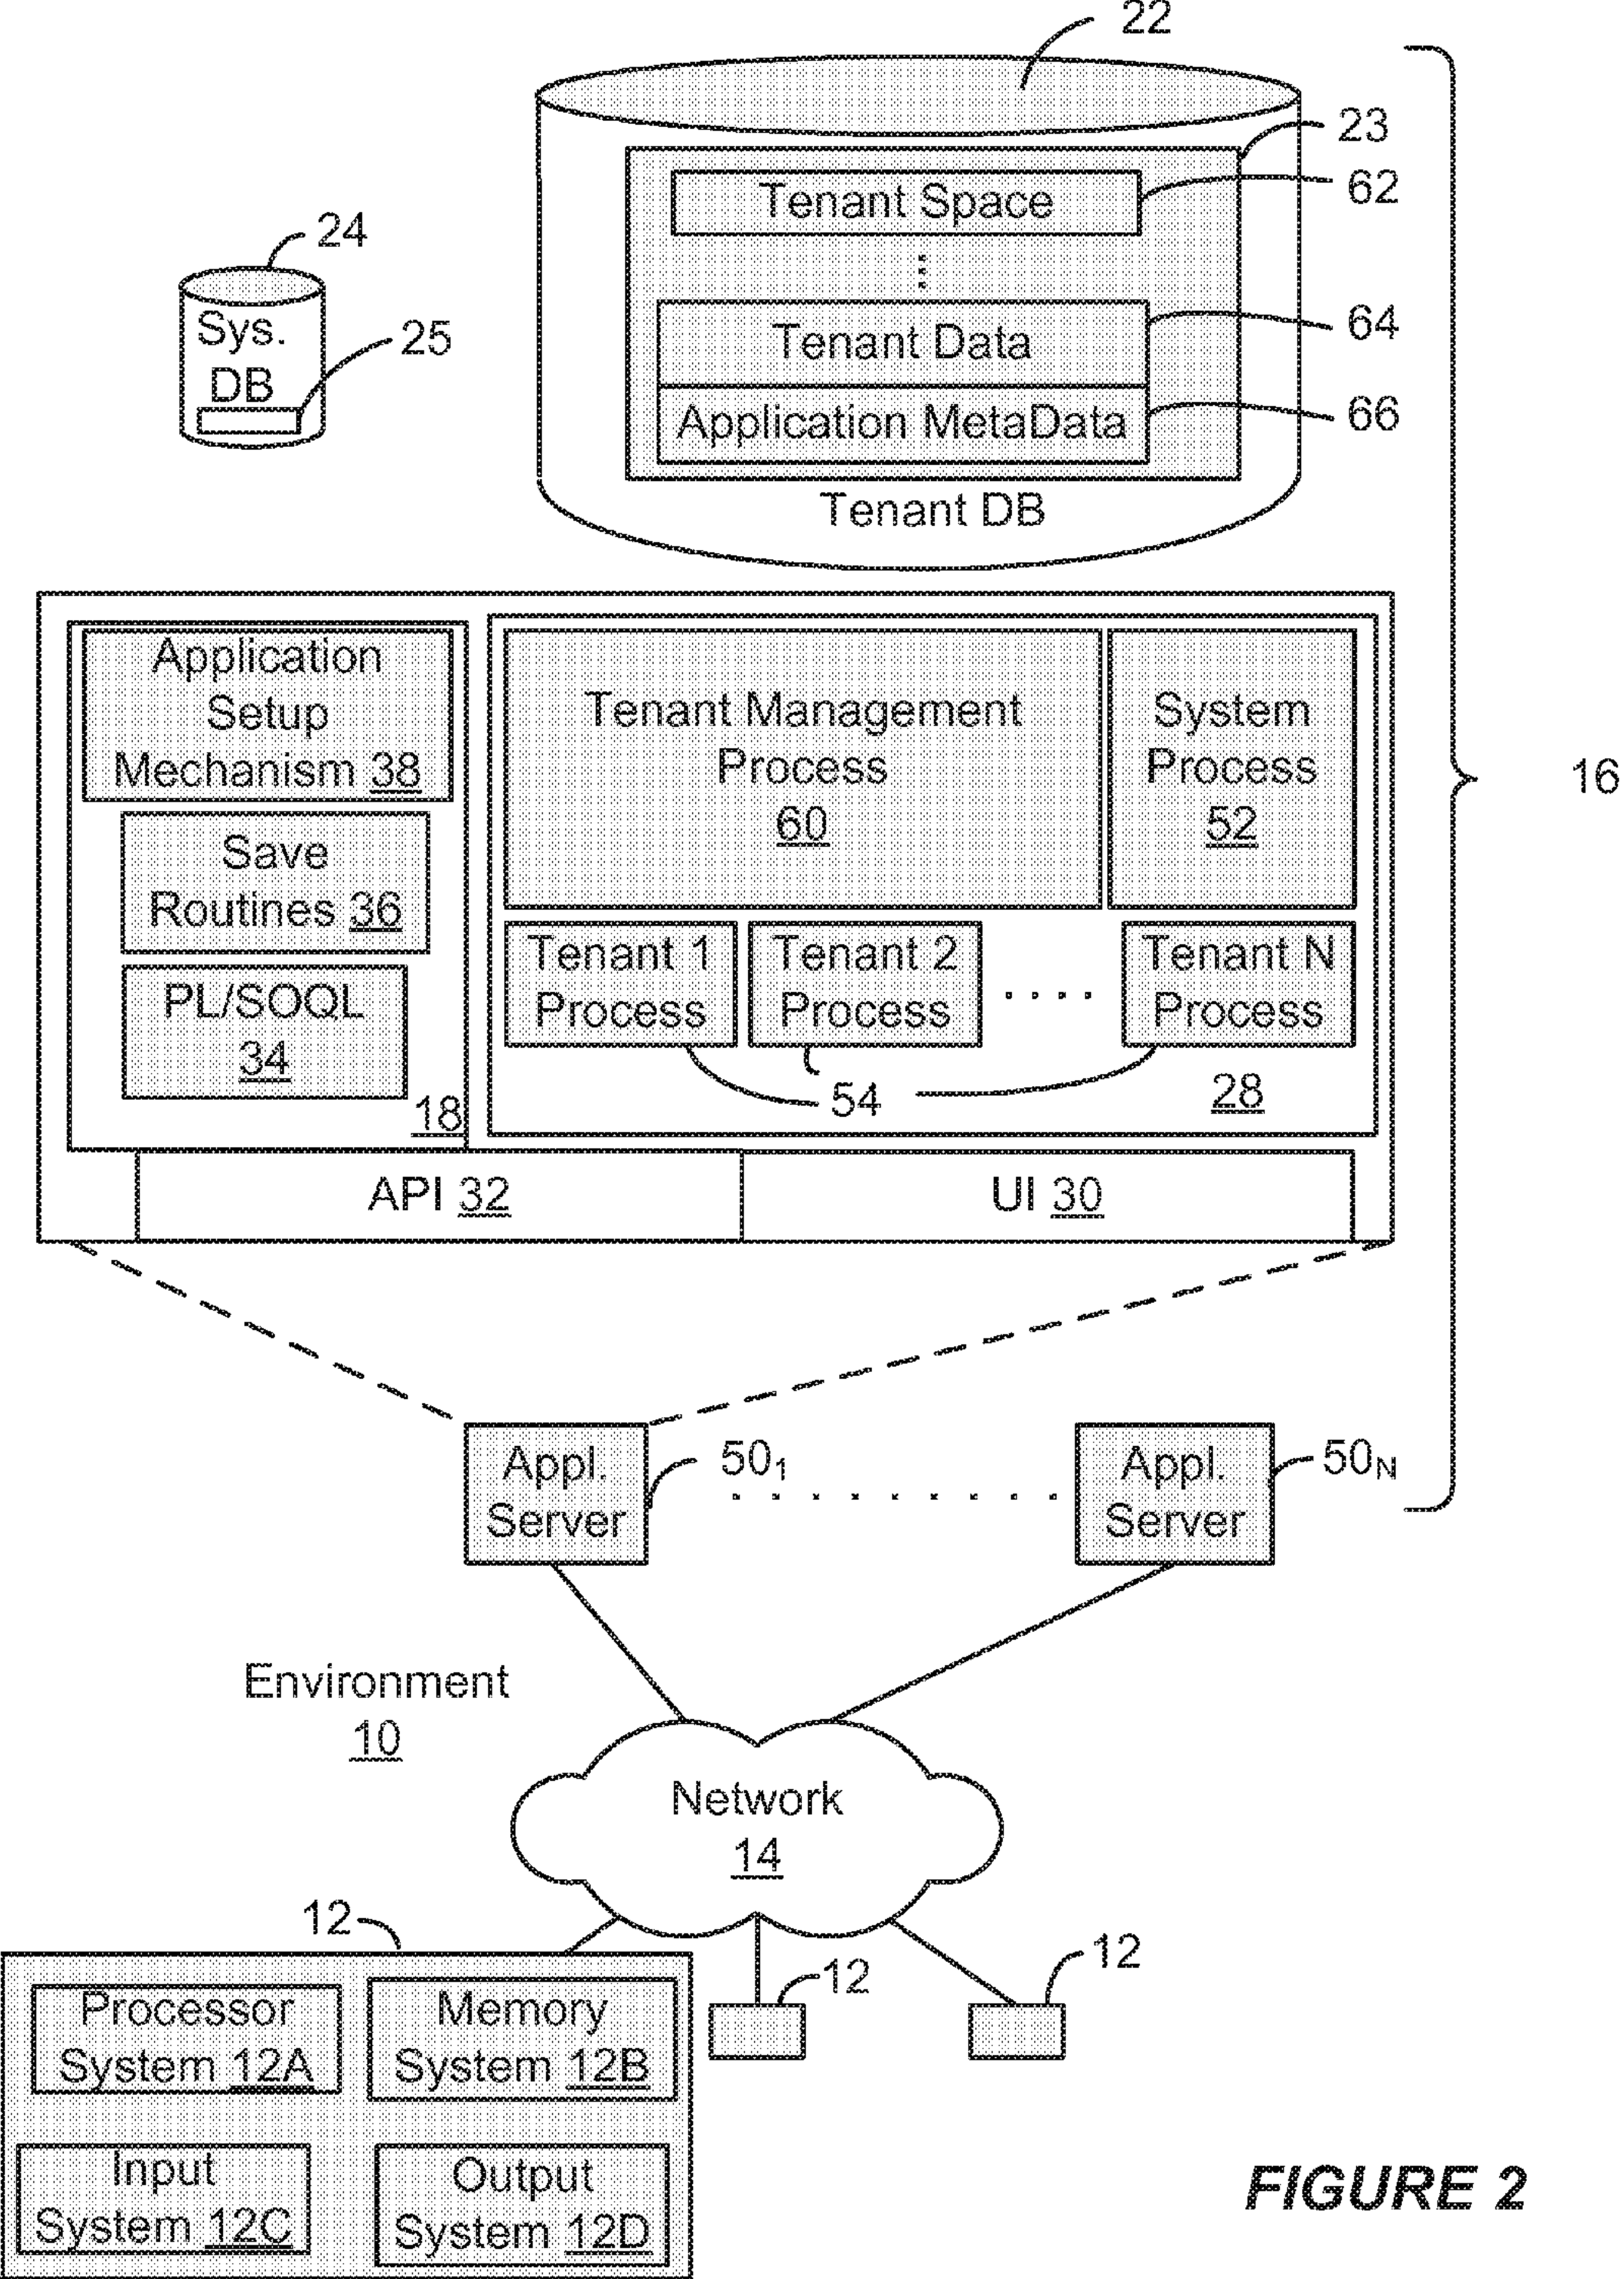 22
23
Tenant Space
62
24
Sys.
DB
25
Tenant Data
64
Application MetaData
66
Tenant DB
Application
Setup
Mechanism 38
Save
Routines 36
PL/SOQL
34
18
Tenant Management
Process
60
System
Process
52
16
Tenant 1
Process
Tenant 2
Process
Tenant N
Process
54
28
API 32
UI 30
Appl.
Server
50₁
Appl.
Server
50N
Environment
10
Network
14
12
Processor
System 12A
Memory
System 12B
Input
System 12C
Output
System 12D
12
12
FIGURE 2